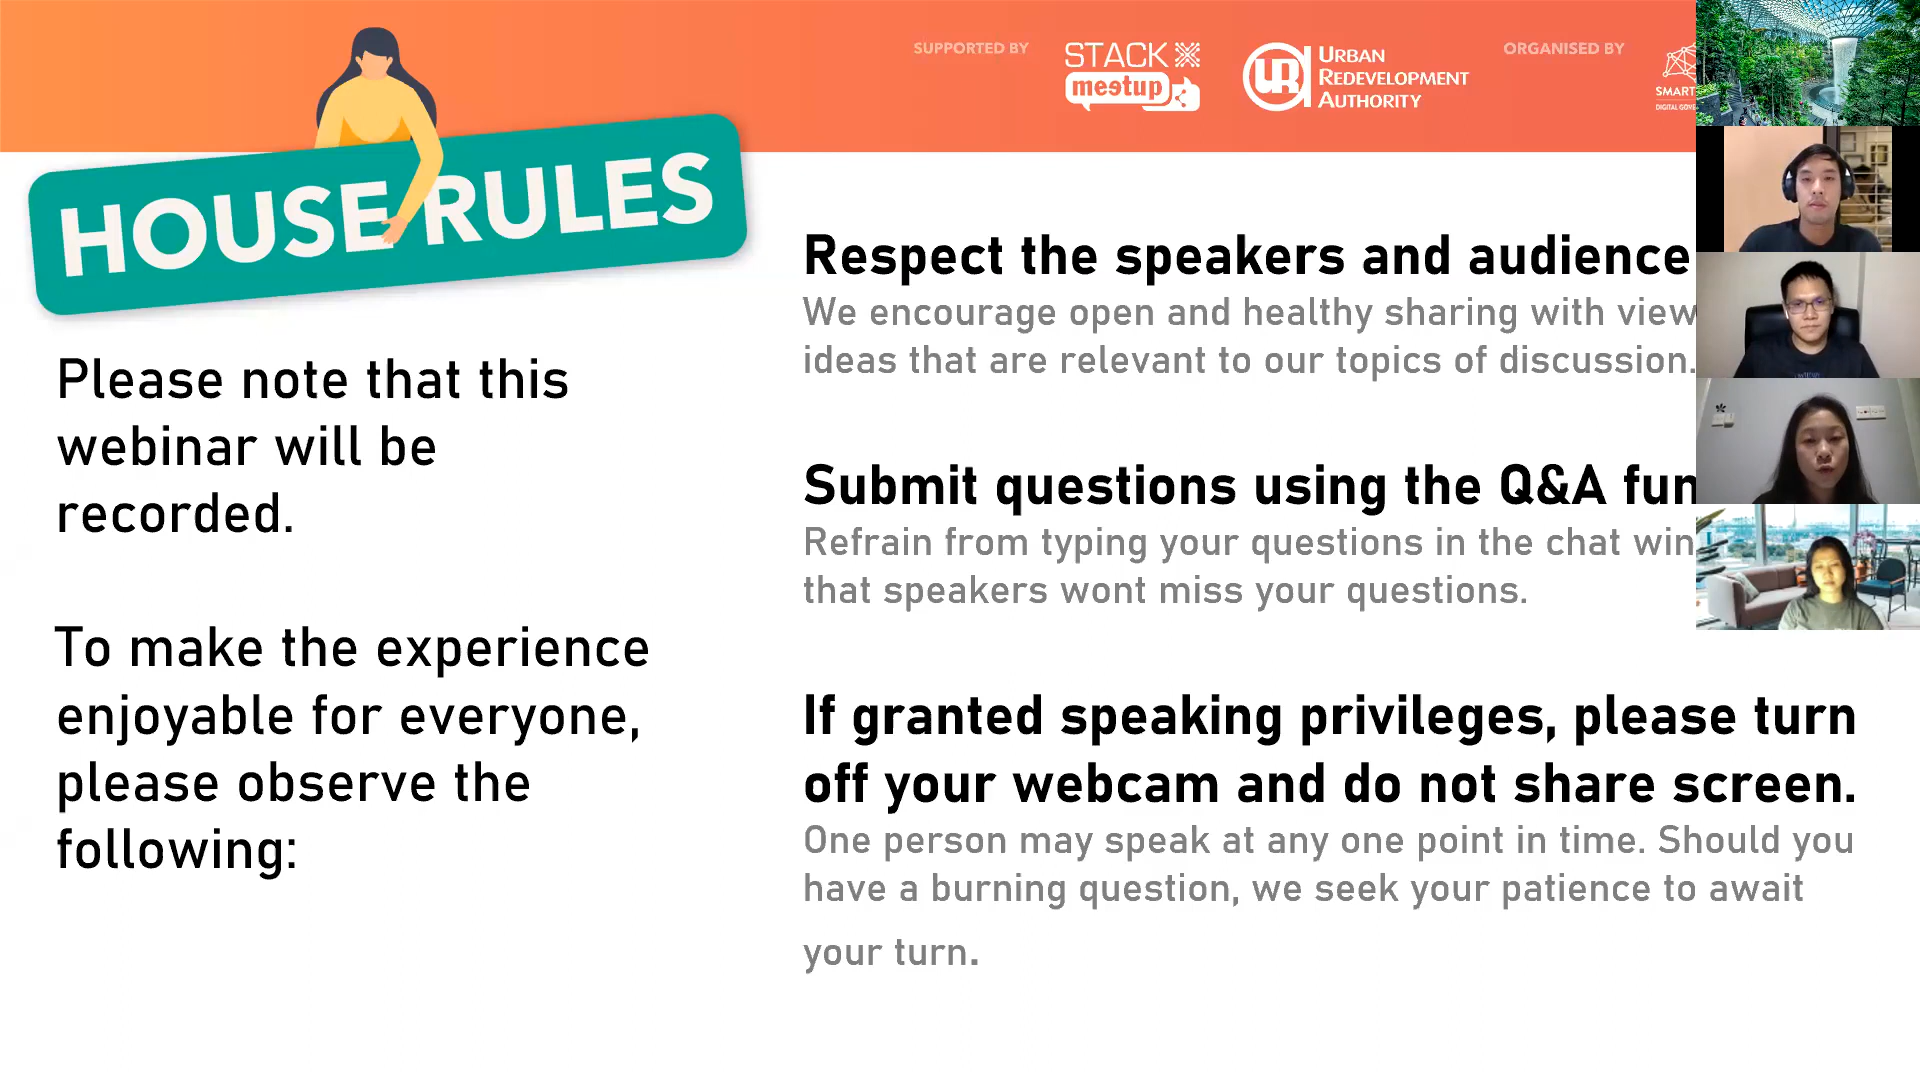 SUPPORTED BY
STACK
meetup
URBAN
REDEVELOPMENT
AUTHORITY
ORGANISED BY
SMART
HOUSE RULES
Please note that this
webinar will be
recorded.
To make the experience
enjoyable for everyone,
please observe the
following:
Respect the speakers and audience
We encourage open and healthy sharing with view
ideas that are relevant to our topics of discussion.
Submit questions using the Q&A fun
Refrain from typing your questions in the chat win
that speakers wont miss your questions.
If granted speaking privileges, please turn
off your webcam and do not share screen.
One person may speak at any one point in time. Should you
have a burning question, we seek your patience to await
your turn.